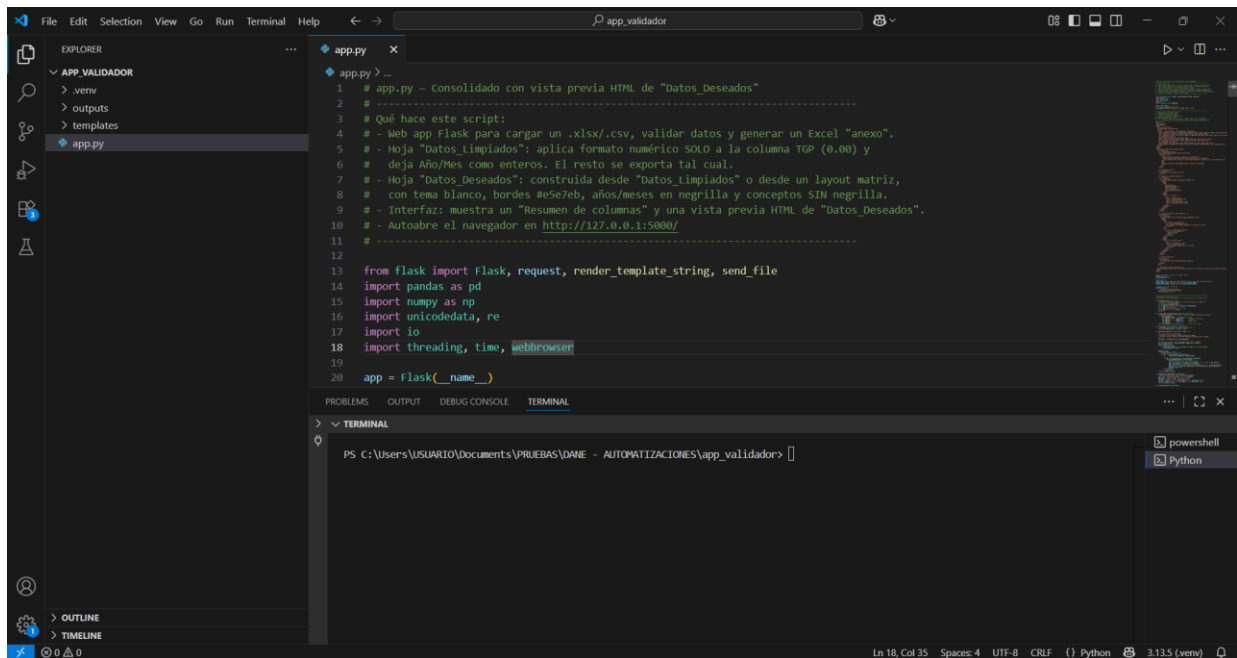 File Edit Selection View Go Run Terminal Help
app_validador
EXPLORER
APP_VALIDADOR
.venv
outputs
templates
app.py
3
1
app.py
app.py > ...
1 # app.py — Consolidado con vista previa HTML de "Datos_Deseados"
2 # --------------------------------------------------------------------------------
3 # Qué hace este script:
4 # - Web app Flask para cargar un .xlsx/.csv, validar datos y generar un Excel "anexo".
5 # - Hoja "Datos_Limpiados": aplica formato numérico SOLO a la columna TGP (0.00) y
6 #   deja Año/Mes como enteros. El resto se exporta tal cual.
7 # - Hoja "Datos_Deseados": construida desde "Datos_Limpiados" o desde un layout matriz,
8 #   con tema blanco, bordes #e5e7eb, años/meses en negrilla y conceptos SIN negrilla.
9 # - Interfaz: muestra un "Resumen de columnas" y una vista previa HTML de "Datos_Deseados".
10 # - Autoabre el navegador en http://127.0.0.1:5000/
11 # --------------------------------------------------------------------------------
12
13 from flask import Flask, request, render_template_string, send_file
14 import pandas as pd
15 import numpy as np
16 import unicodedata, re
17 import io
18 import threading, time, webbrowser
19
20 app = Flask(__name__)
PROBLEMS OUTPUT DEBUG CONSOLE TERMINAL
TERMINAL
PS C:\Users\USUARIO\Documents\PRUEBAS\DANE - AUTOMATIZACIONES\app_validador>
powershell
Python
OUTLINE
TIMELINE
0 0 Ln 18, Col 35 Spaces: 4 UTF-8 CRLF {} Python 3.13.5 (.venv)